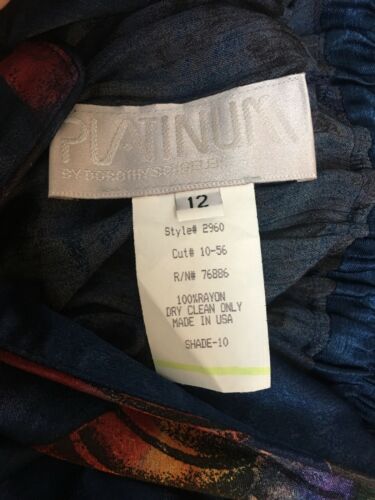 PLATINUM
BY DOROTHY SCHOELEN
12
Style# 2960
Cut# 10-56
R/N# 76886
100%RAYON
DRY CLEAN ONLY
MADE IN USA
SHADE-10